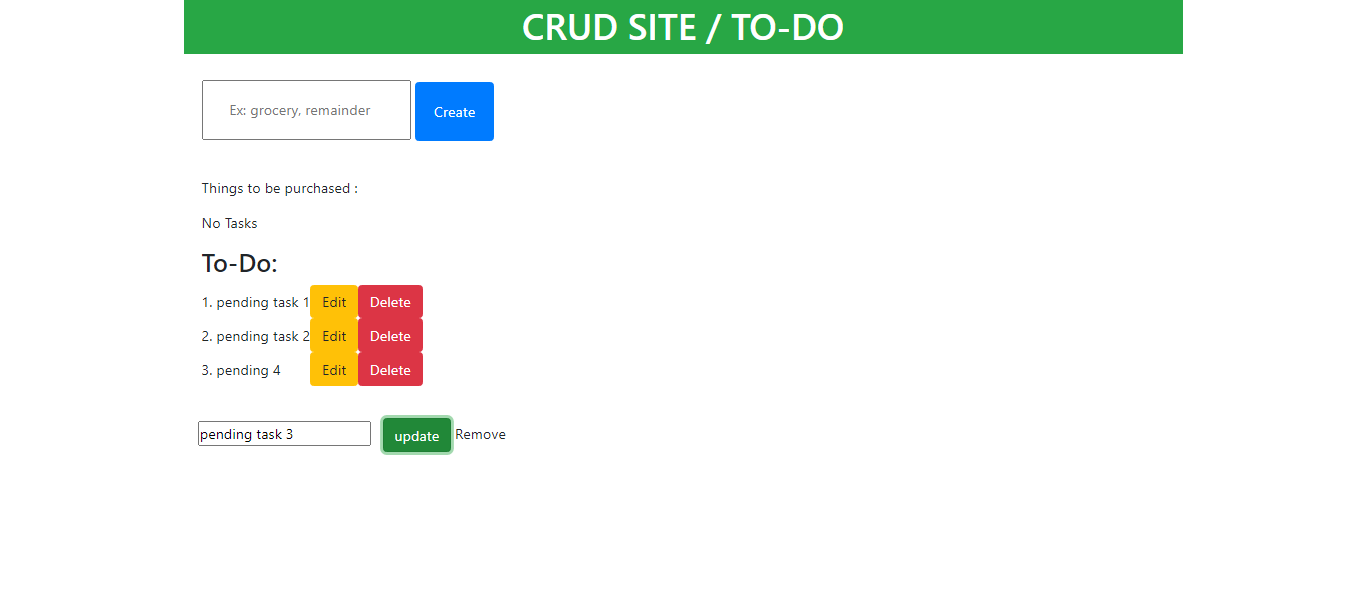 CRUD SITE / TO-DO
Ex: grocery, remainder Create
Things to be purchased :
No Tasks
To-Do:
1. pending task 1 Edit Delete
2. pending task 2 Edit Delete
3. pending 4 Edit Delete
pending task 3 update Remove